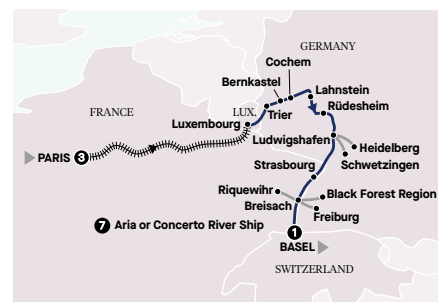 GERMANY
Cochem
Bernkastel
Lahnstein
Rüdesheim
FRANCE
LUX.
Trier
Luxembourg
Ludwigshafen
Heidelberg
PARIS 3
Schwetzingen
Strasbourg
Riquewihr
Black Forest Region
Breisach
Freiburg
7 Aria or Concerto River Ship
1
BASEL
SWITZERLAND